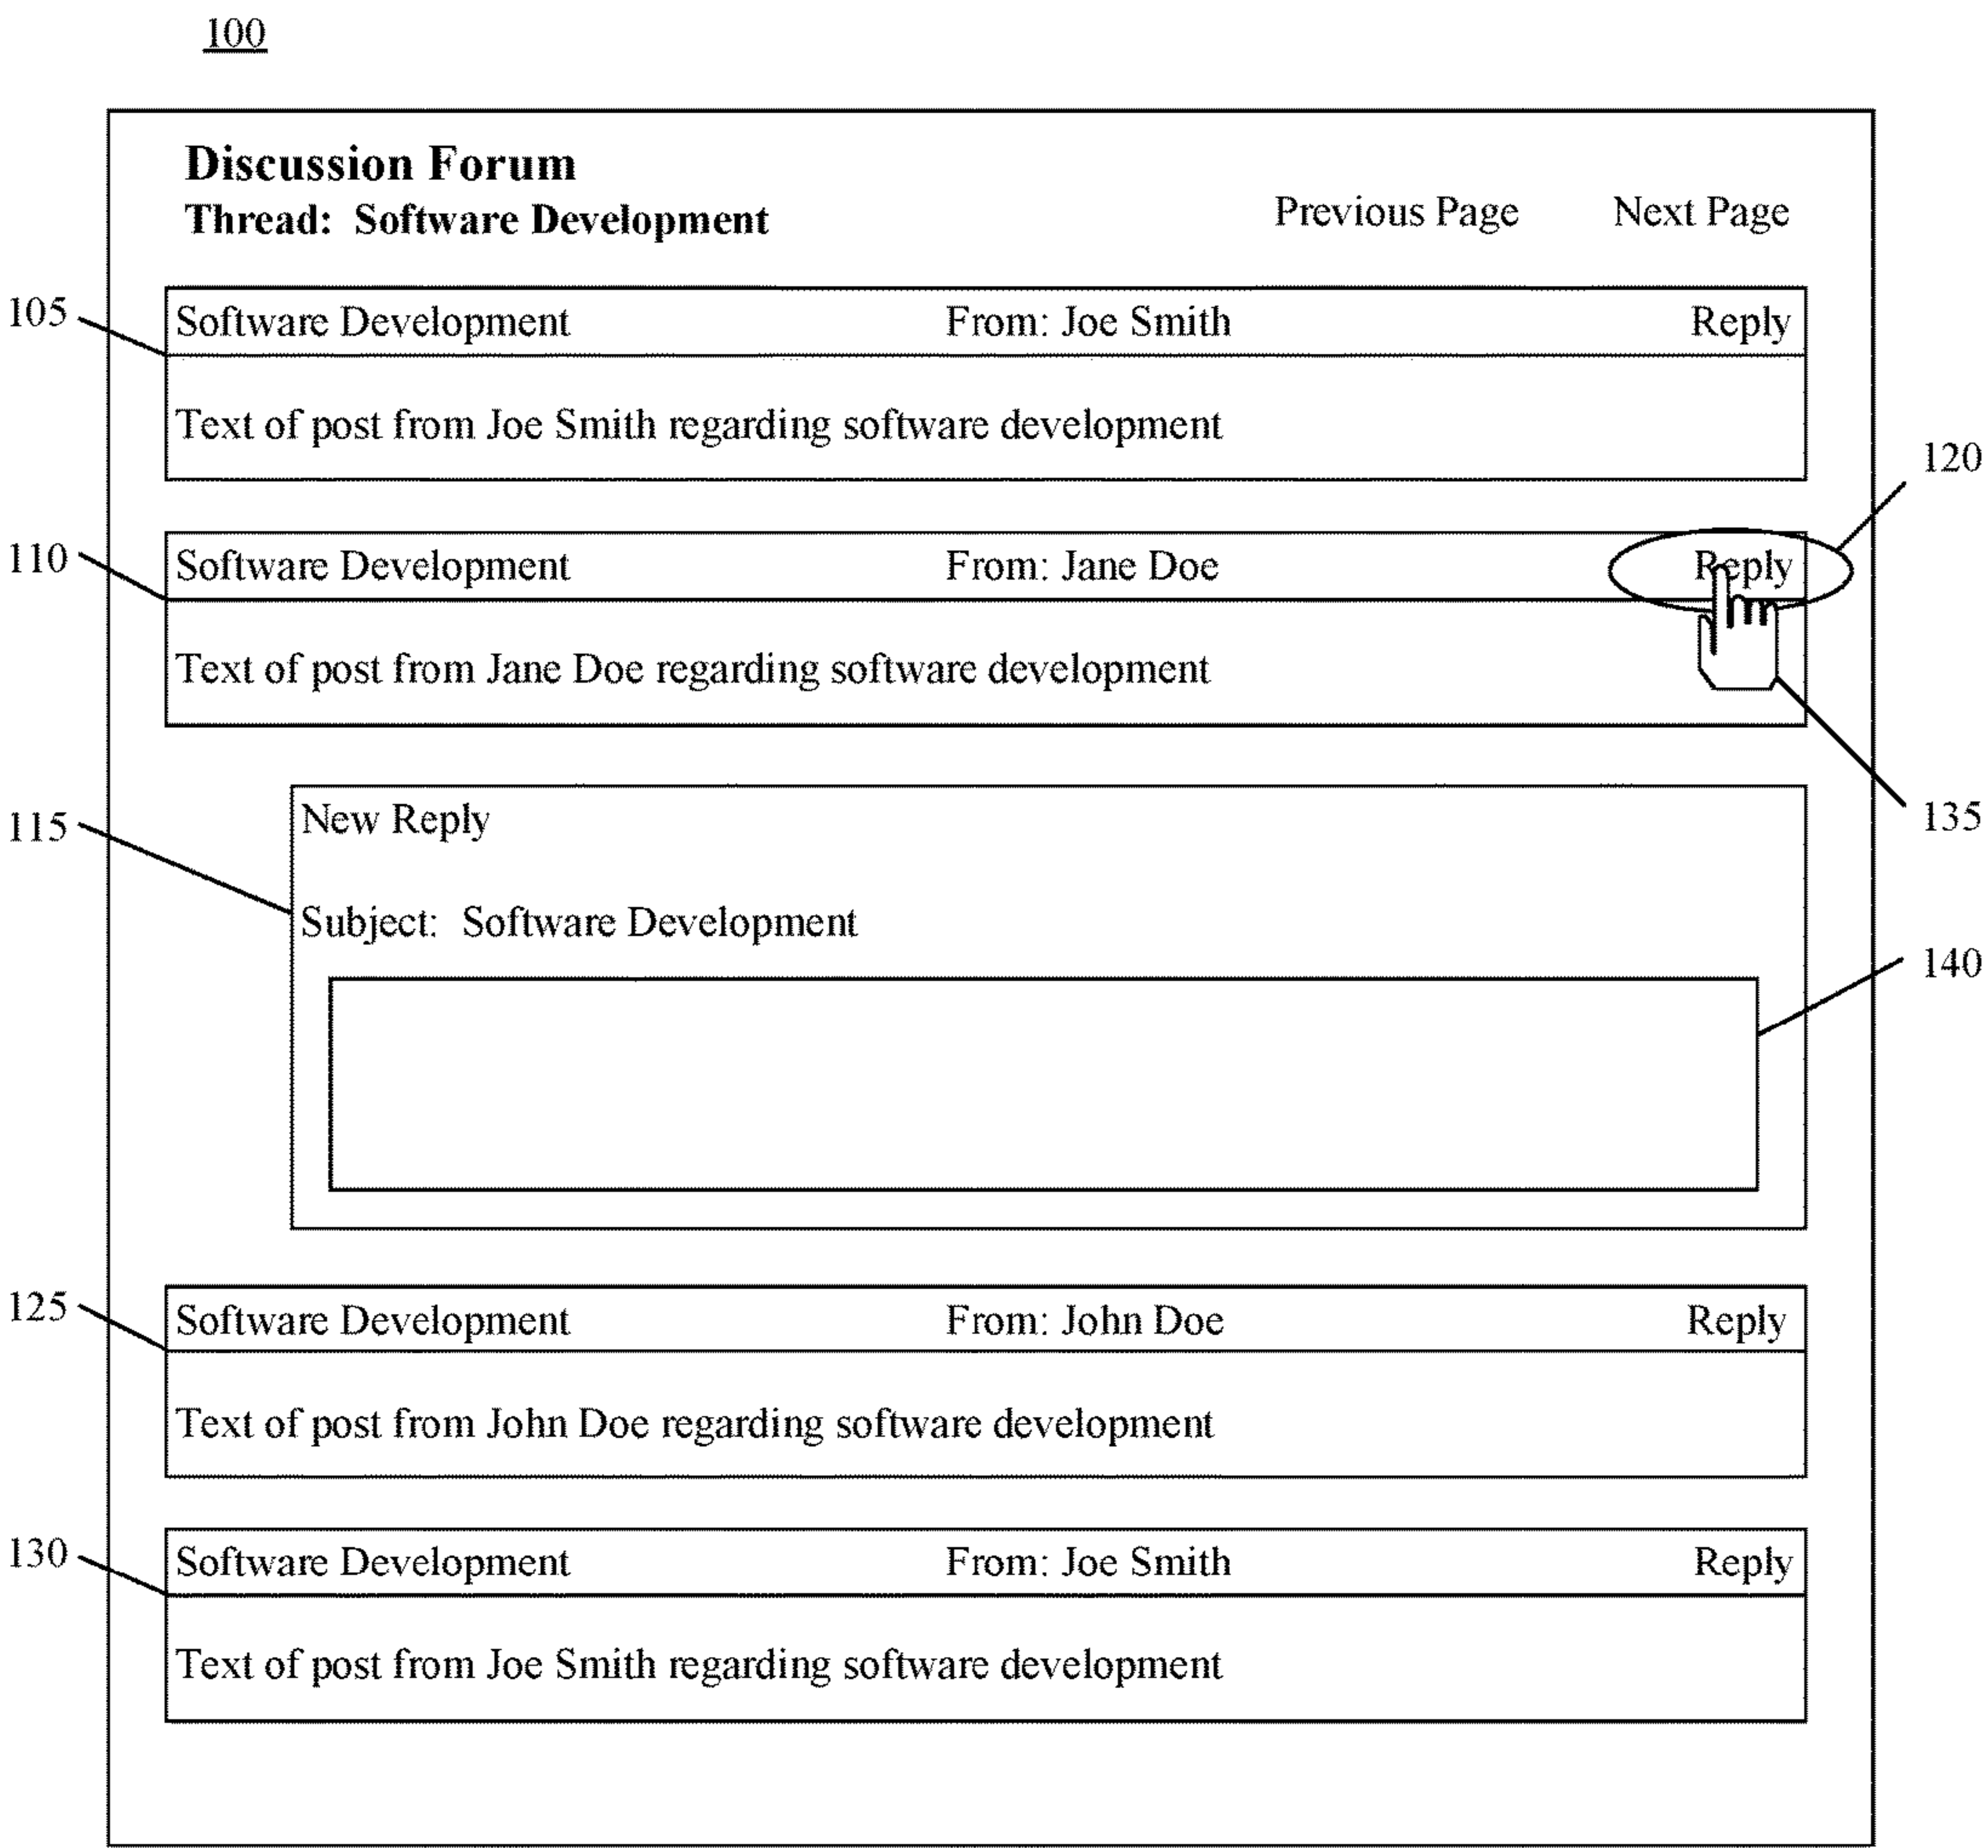 100
Discussion Forum
Thread: Software Development Previous Page Next Page
105 Software Development From: Joe Smith Reply
Text of post from Joe Smith regarding software development
120
110 Software Development From: Jane Doe Reply
Text of post from Jane Doe regarding software development
115 New Reply 135
Subject: Software Development
140
125 Software Development From: John Doe Reply
Text of post from John Doe regarding software development
130 Software Development From: Joe Smith Reply
Text of post from Joe Smith regarding software development